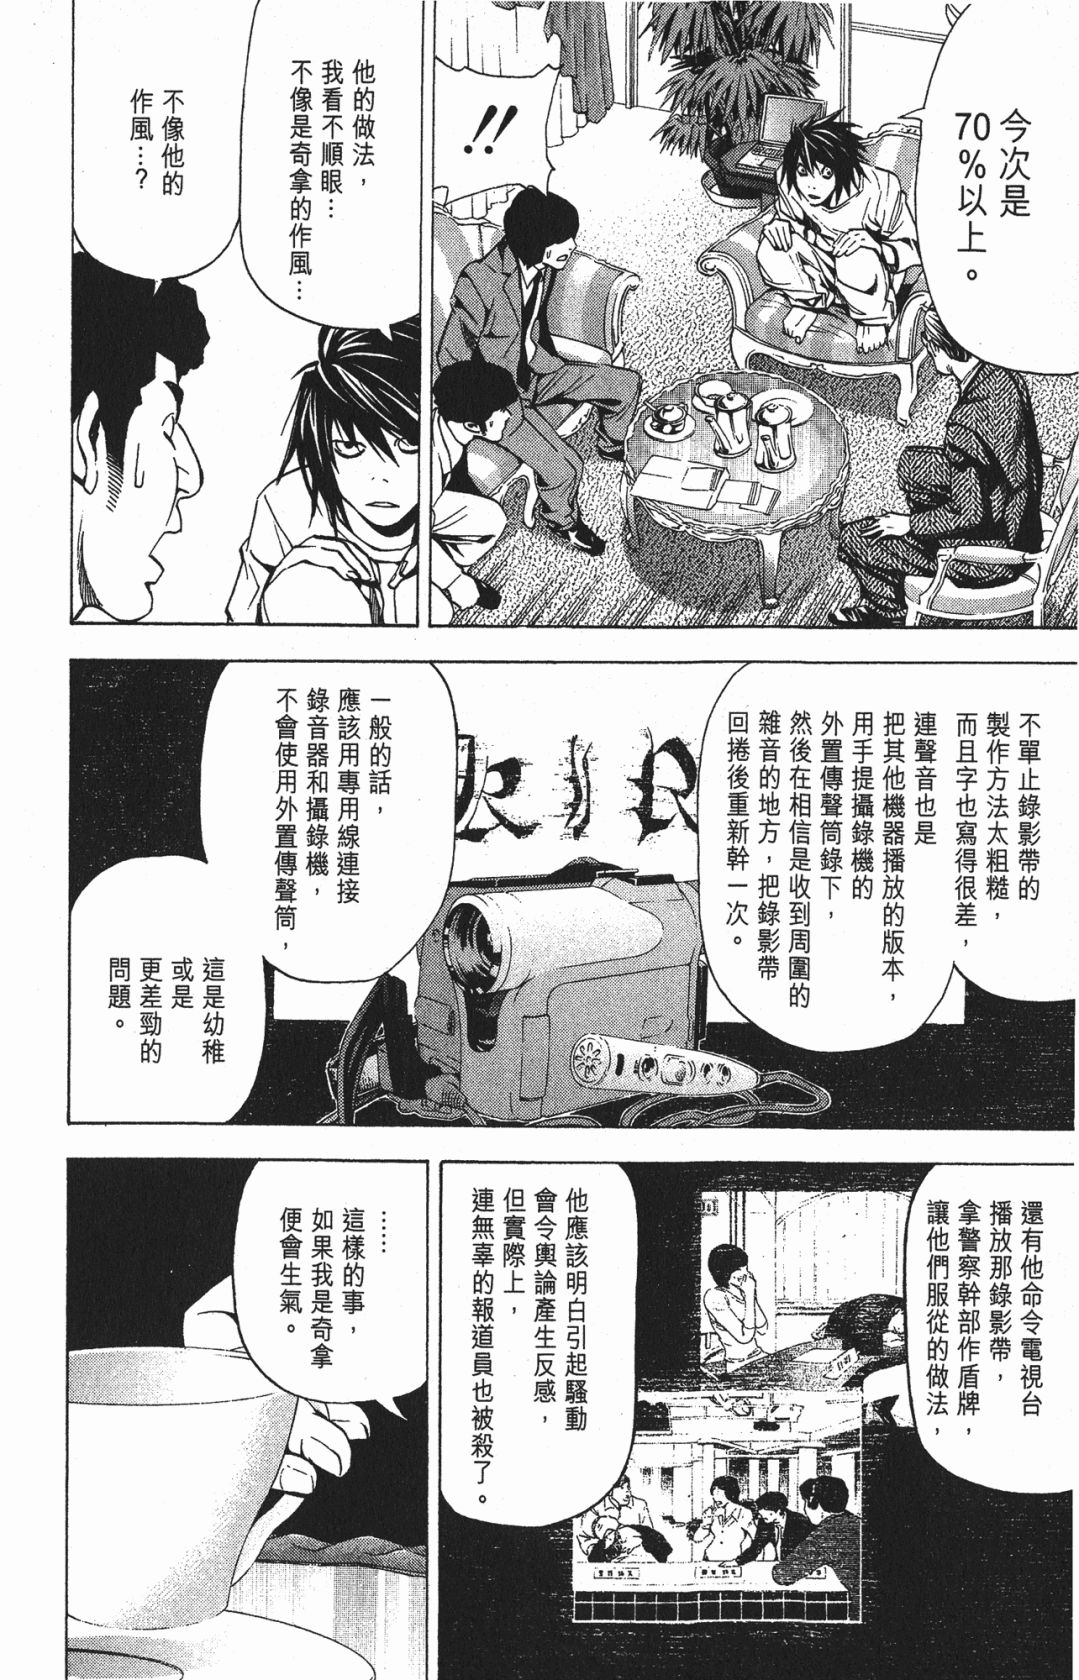 今次是
70%以上。
!!
他的做法，
我看不順眼…
不像是奇拿的作風…
不像他的
作風…?
不單止錄影帶的
製作方法太粗糙，
而且字也寫得很差，
連聲音也是
把其他機器播放的版本，
用手提攝錄機的
外置傳聲筒錄下，
然後在相信是收到周圍的
雜音的地方，把錄影帶
回捲後重新幹一次。
一般的話，
應該用專用線連接
錄音器和攝錄機，
不會使用外置傳聲筒，
這是幼稚
或是
更差勁的
問題。
還有他命令電視台
播放那錄影帶，
拿警察幹部作盾牌，
讓他們服從的做法，
他應該明白引起騷動
會令輿論產生反感，
但實際上，
連無辜的報道員也被殺了。
……
這樣的事，
如果我是奇拿
便會生氣。